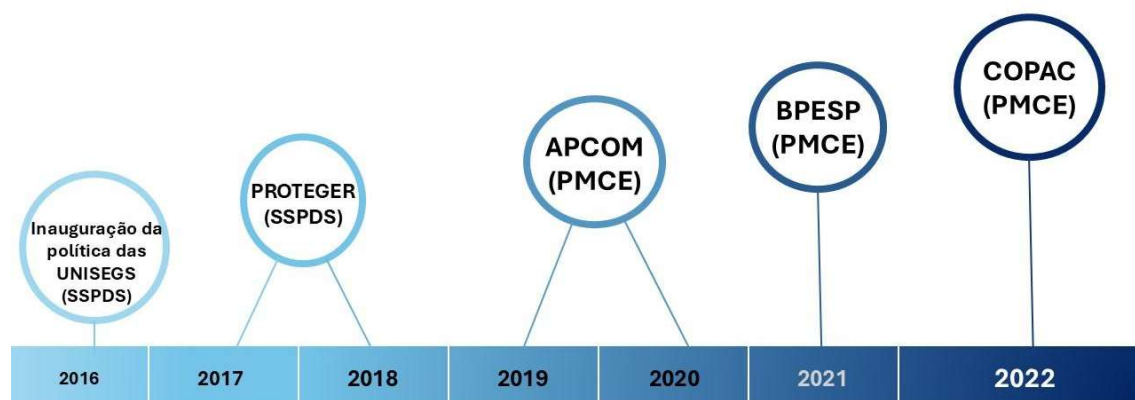 Inauguração da
política das
UNISEGS
(SSPDS)
PROTEGER
(SSPDS)
APCOM
(PMCE)
BPESP
(PMCE)
COPAC
(PMCE)
2016
2017
2018
2019
2020
2021
2022